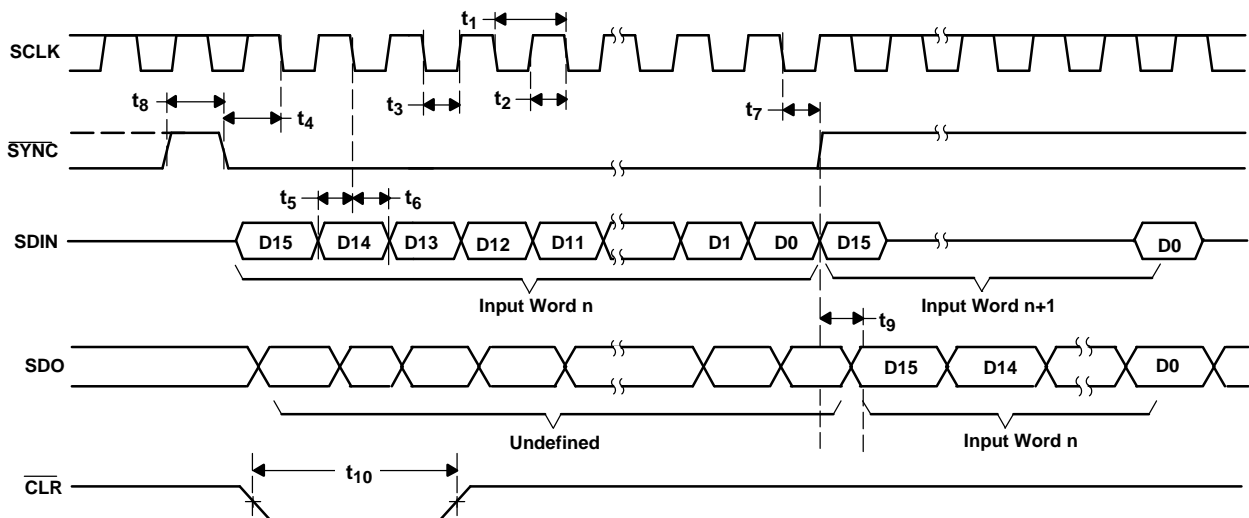 t1
SCLK
t8
t4
t3
t2
t7
SYNC
t5
t6
SDIN
D15
D14
D13
D12
D11
D1
D0
D15
D0
Input Word n
Input Word n+1
t9
SDO
D15
D14
D0
Undefined
Input Word n
t10
CLR